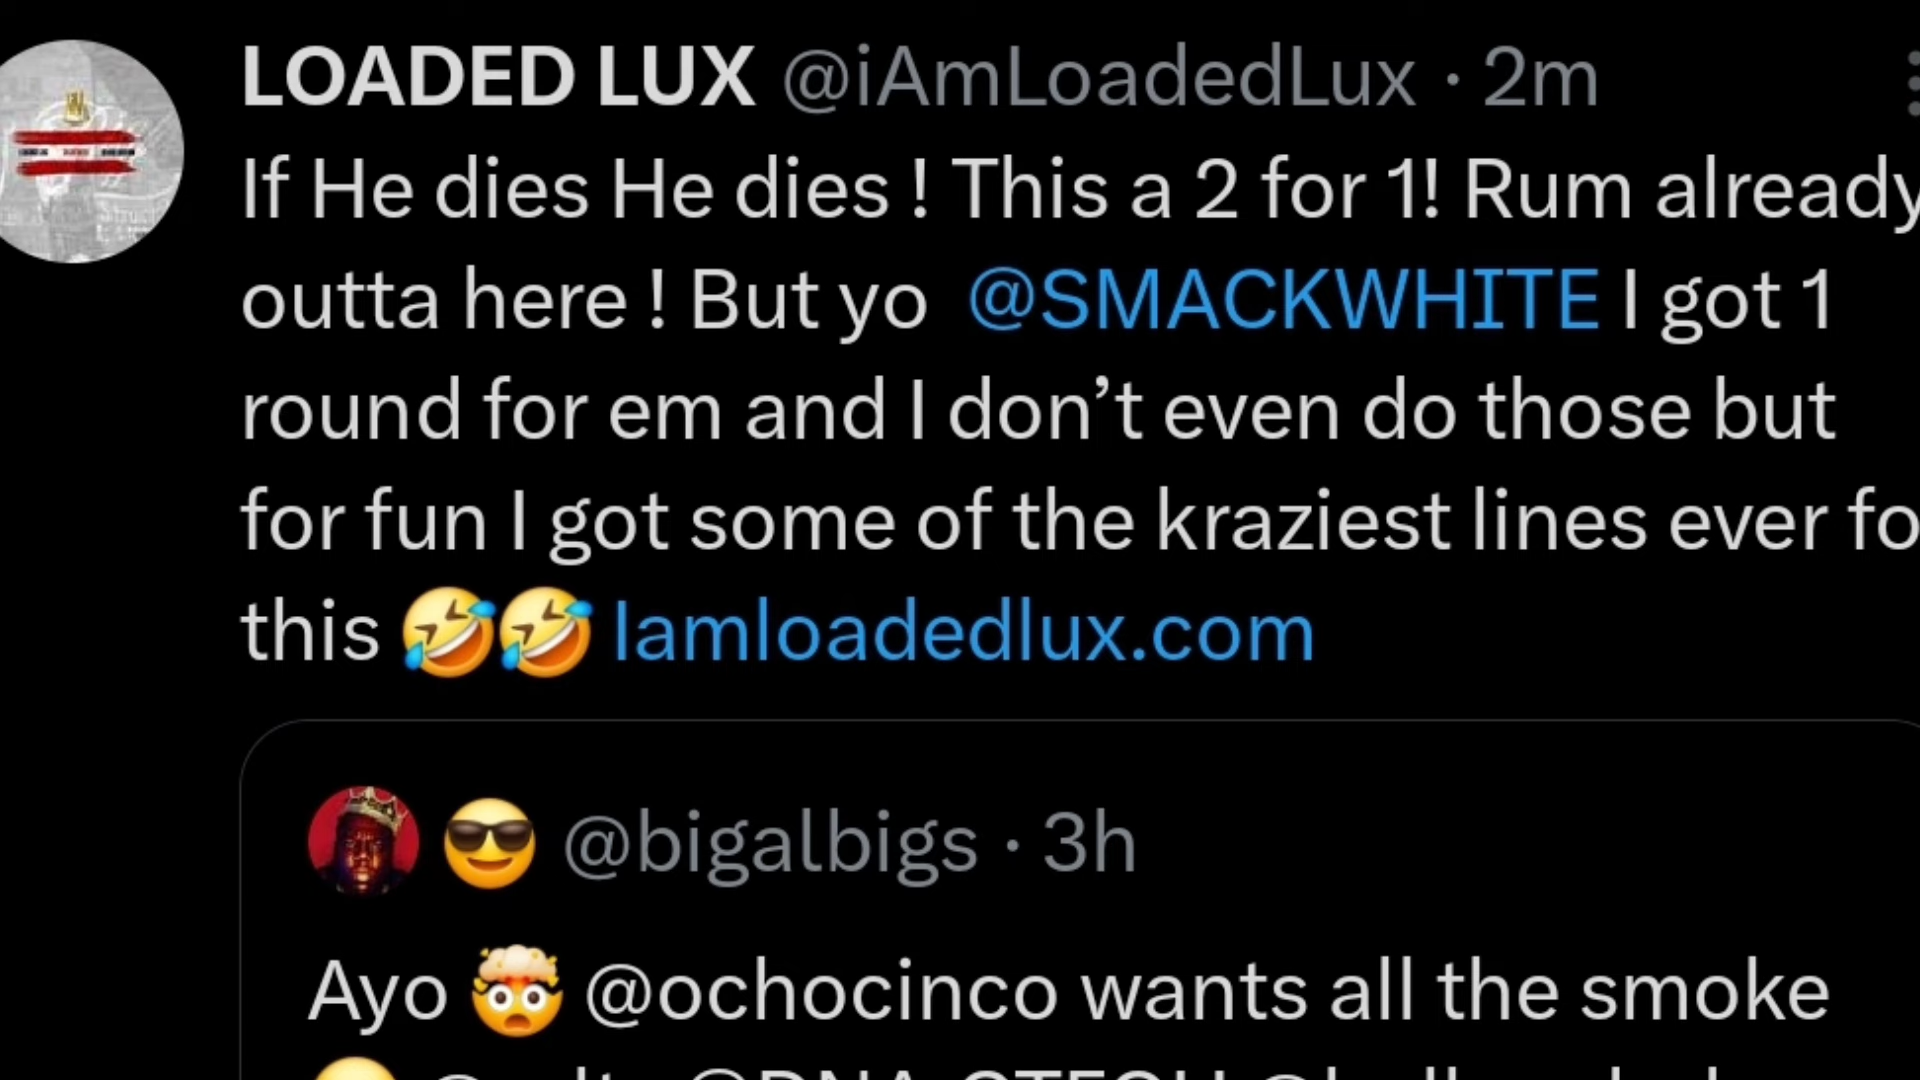 LOADED LUX @iAmLoadedLux · 2m
If He dies He dies ! This a 2 for 1! Rum already
outta here ! But yo @SMACKWHITE I got 1
round for em and I don’t even do those but
for fun I got some of the kraziest lines ever fo
this 🤣🤣 Iamloadedlux.com
😎 @bigalbigs · 3h
Ayo 🤯 @ochocinco wants all the smoke